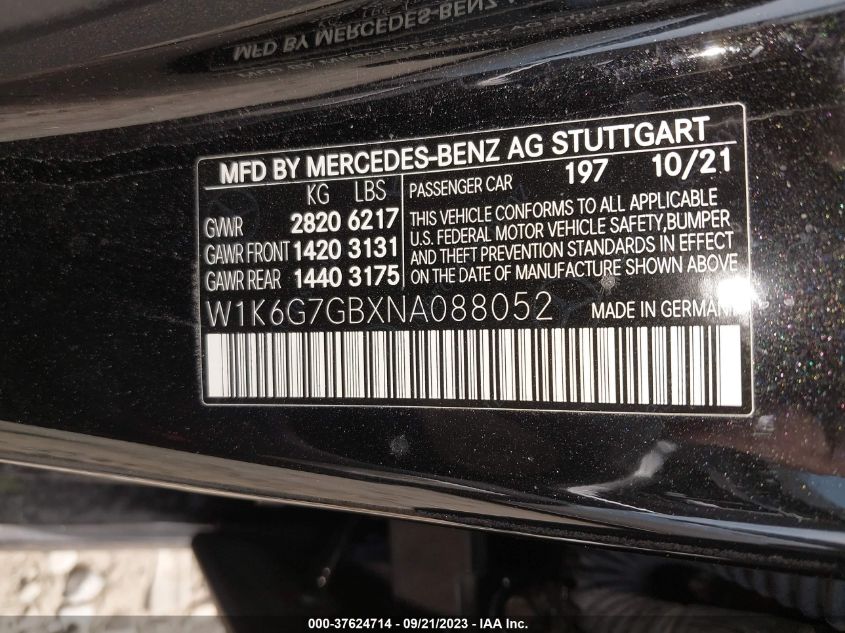 MFD BY MERCEDES-BENZ
MFD BY MERCEDES-BENZ AG STUTTGART
KG LBS PASSENGER CAR 197 10/21
GVWR 2820 6217
GAWR FRONT 1420 3131
GAWR REAR 1440 3175
THIS VEHICLE CONFORMS TO ALL APPLICABLE
U.S. FEDERAL MOTOR VEHICLE SAFETY, BUMPER
AND THEFT PREVENTION STANDARDS IN EFFECT
ON THE DATE OF MANUFACTURE SHOWN ABOVE
W1K6G7GBXNA088052 MADE IN GERMANY
000-37624714 - 09/21/2023 - IAA Inc.